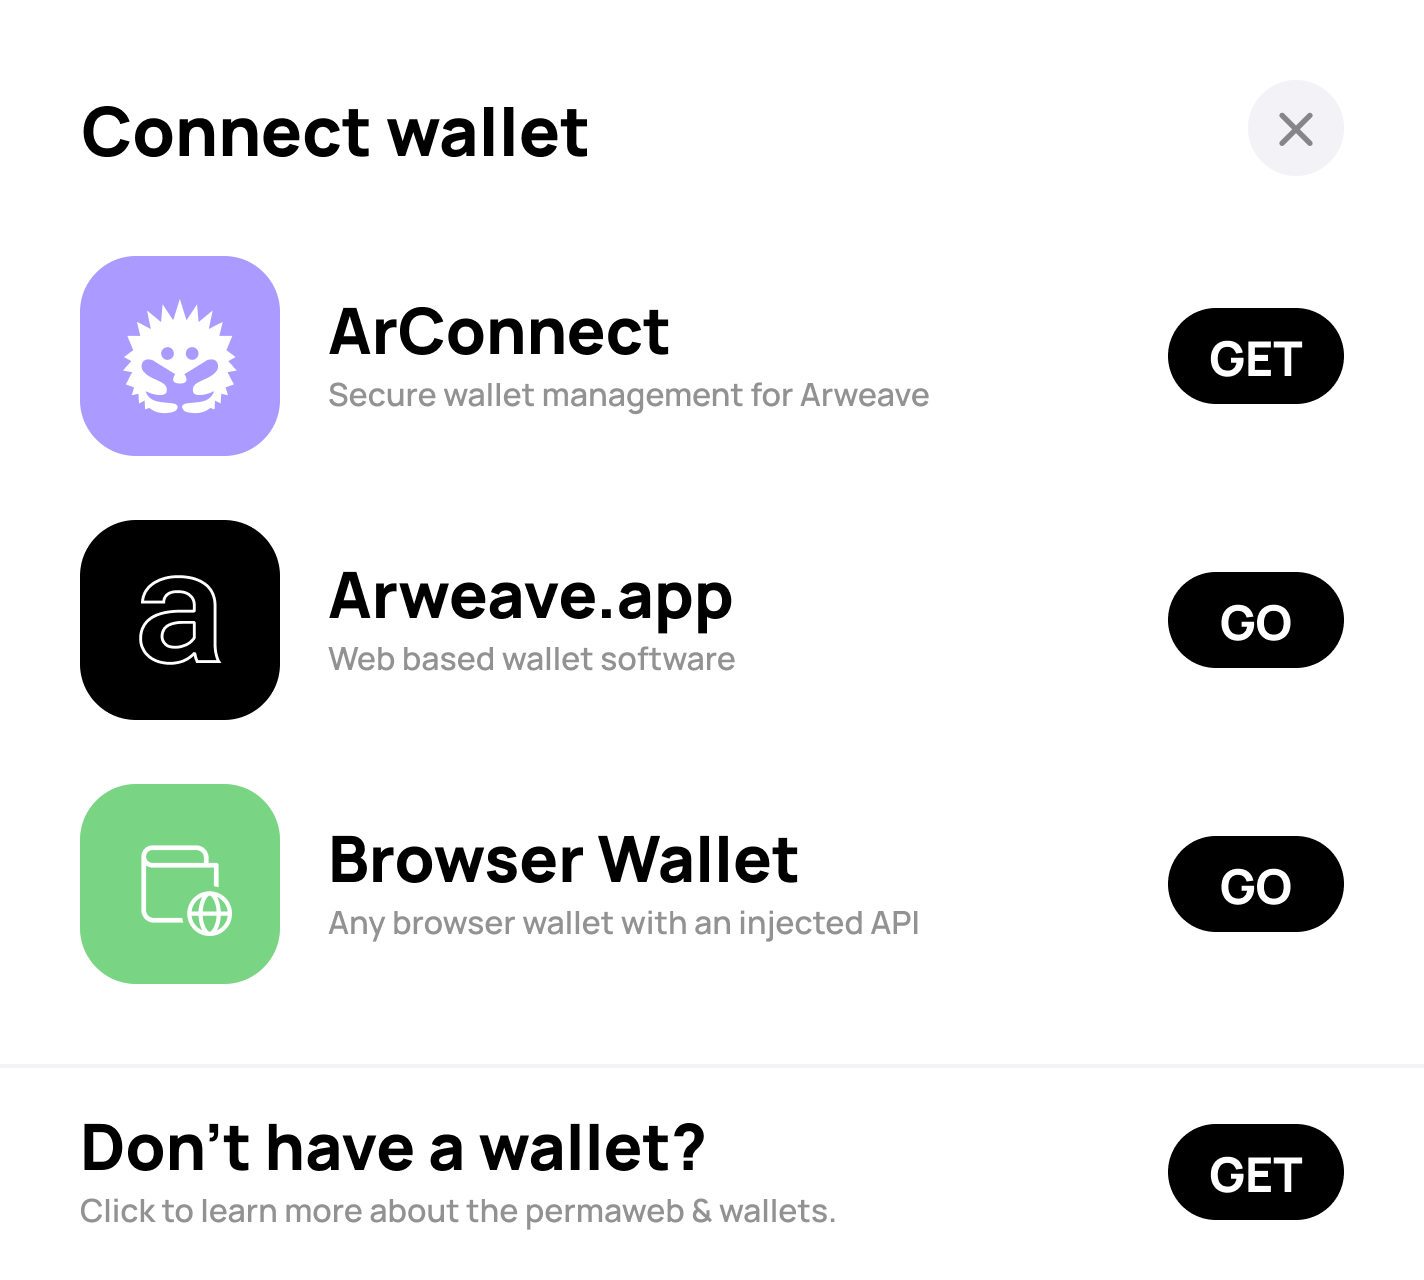 Connect wallet
ArConnect
Secure wallet management for Arweave
GET
a
Arweave.app
Web based wallet software
GO
Browser Wallet
Any browser wallet with an injected API
GO
Don’t have a wallet?
Click to learn more about the permaweb & wallets.
GET